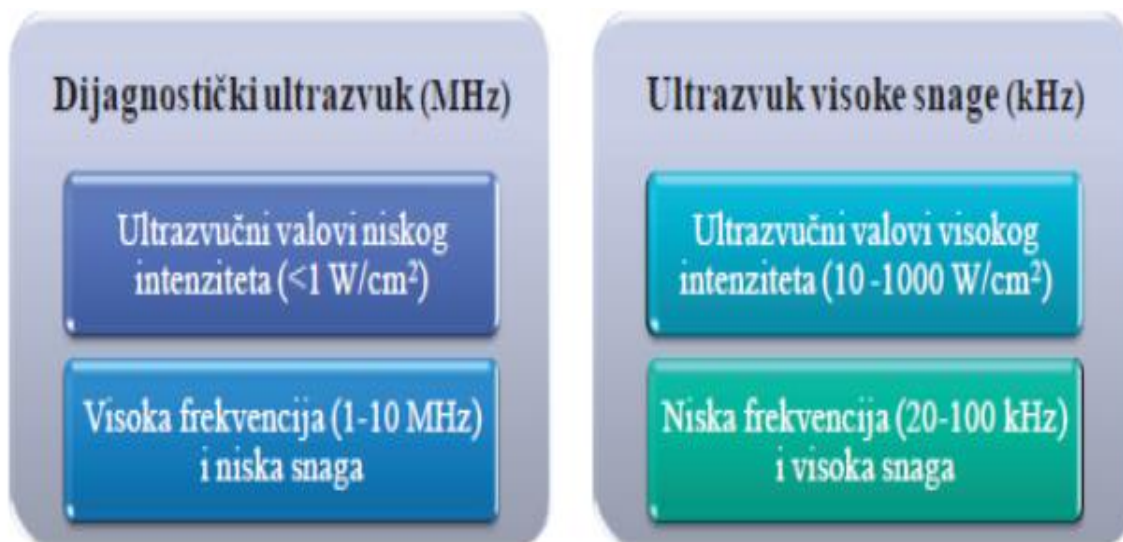 Dijagnostički ultrazvuk (MHz)
Ultrazvučni valovi niskog
intenziteta (<1 W/cm²)
Visoka frekvencija (1-10 MHz)
i niska snaga
Ultrazvuk visoke snage (kHz)
Ultrazvučni valovi visokog
intenziteta (10 -1000 W/cm²)
Niska frekvencija (20-100 kHz)
i visoka snaga